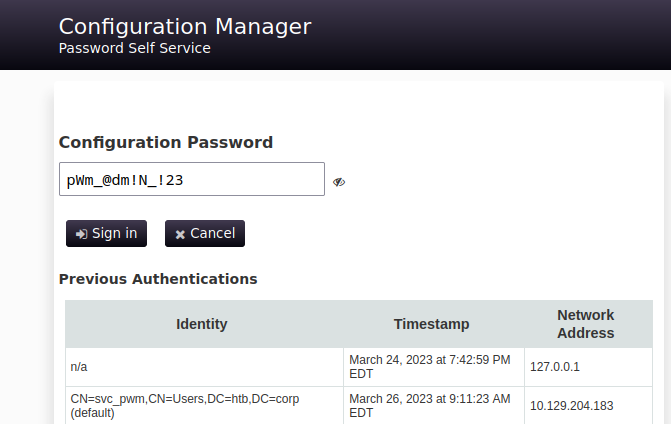 Configuration Manager
Password Self Service
Configuration Password
pWm_@dm!N_!23
Sign in
Cancel
Previous Authentications
Identity
Timestamp
Network
Address
n/a
March 24, 2023 at 7:42:59 PM
EDT
127.0.0.1
CN=svc_pwm,CN=Users,DC=htb,DC=corp
(default)
March 26, 2023 at 9:11:23 AM
EDT
10.129.204.183